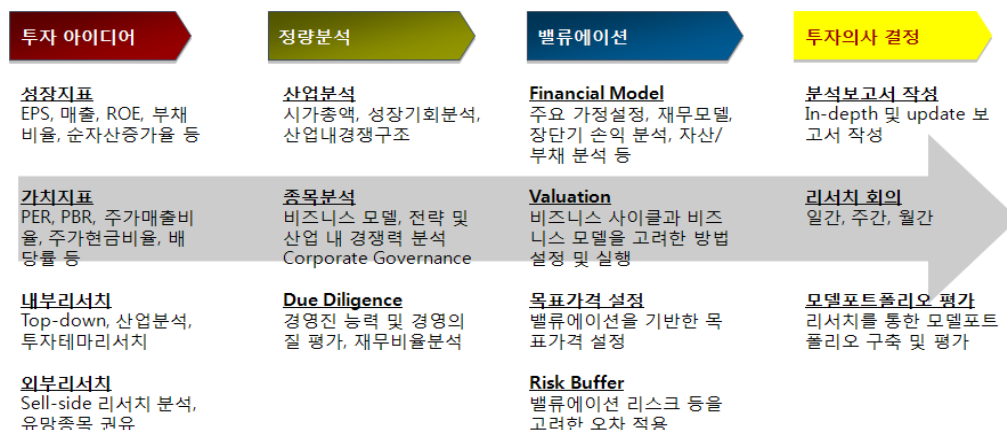 투자 아이디어
정량분석
밸류에이션
투자의사 결정
성장지표
EPS, 매출, ROE, 부채
비율, 순자산증가율 등
가치지표
PER, PBR, 주가매출비
율, 주가현금비율, 배
당률 등
내부리서치
Top-down, 산업분석,
투자테마리서치
외부리서치
Sell-side 리서치 분석,
유망종목 권유
산업분석
시가총액, 성장기회분석,
산업내경쟁구조
종목분석
비즈니스 모델, 전략 및
산업 내 경쟁력 분석
Corporate Governance
Due Diligence
경영진 능력 및 경영의
질 평가, 재무비율분석
Financial Model
주요 가정설정, 재무모델,
장단기 손익 분석, 자산/
부채 분석 등
Valuation
비즈니스 사이클과 비즈
니스 모델을 고려한 방법
설정 및 실행
목표가격 설정
밸류에이션을 기반한 목
표가격 설정
Risk Buffer
밸류에이션 리스크 등을
고려한 오차 적용
분석보고서 작성
In-depth 및 update 보
고서 작성
리서치 회의
일간, 주간, 월간
모델포트폴리오 평가
리서치를 통한 모델포트
폴리오 구축 및 평가